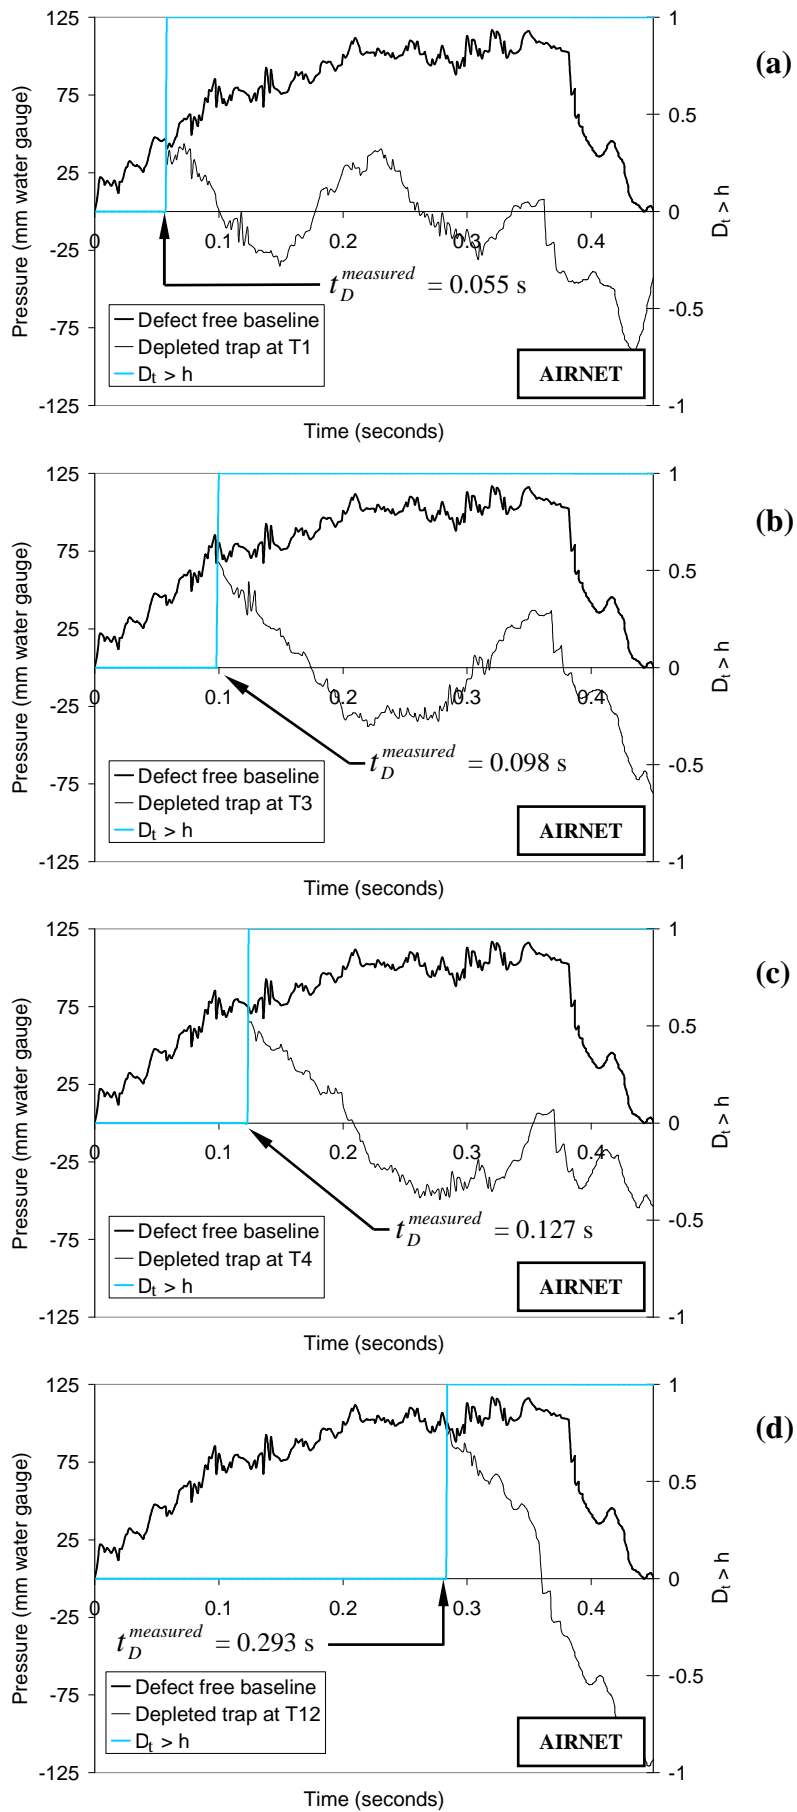 125
75
25
-25
-75
-125
Pressure (mm water gauge)
1
0.5
0
-0.5
-1
D_t > h
(a)
0 0.1 0.2 0.3 0.4
t_D^measured = 0.055 s
Defect free baseline
Depleted trap at T1
D_t > h
AIRNET
Time (seconds)
125
75
25
-25
-75
-125
Pressure (mm water gauge)
1
0.5
0
-0.5
-1
D_t > h
(b)
0 0.1 0.2 0.3 0.4
t_D^measured = 0.098 s
Defect free baseline
Depleted trap at T3
D_t > h
AIRNET
Time (seconds)
125
75
25
-25
-75
-125
Pressure (mm water gauge)
1
0.5
0
-0.5
-1
D_t > h
(c)
0 0.1 0.2 0.3 0.4
t_D^measured = 0.127 s
Defect free baseline
Depleted trap at T4
D_t > h
AIRNET
Time (seconds)
125
75
25
-25
-75
-125
Pressure (mm water gauge)
1
0.5
0
-0.5
-1
D_t > h
(d)
0 0.1 0.2 0.3 0.4
t_D^measured = 0.293 s
Defect free baseline
Depleted trap at T12
D_t > h
AIRNET
Time (seconds)